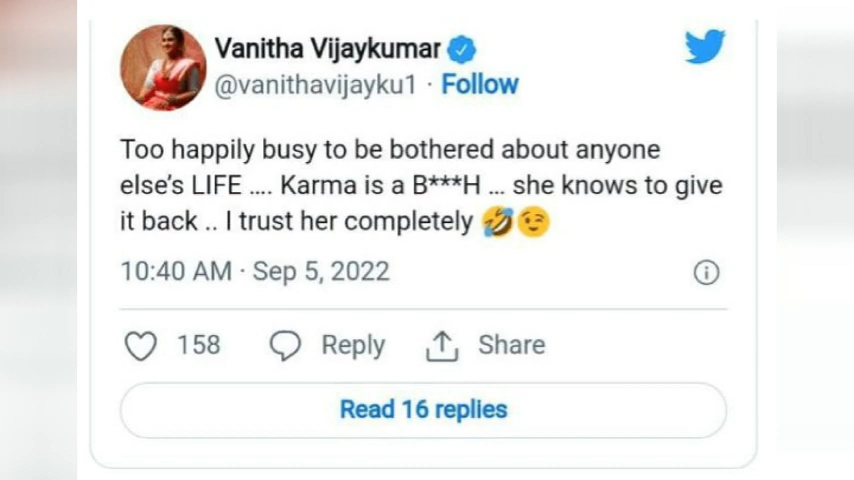 Vanitha Vijaykumar
@vanithavijayku1 · Follow
Too happily busy to be bothered about anyone
else’s LIFE .... Karma is a B***H ... she knows to give
it back .. I trust her completely 🤣😉
10:40 AM · Sep 5, 2022
158 Reply Share
Read 16 replies